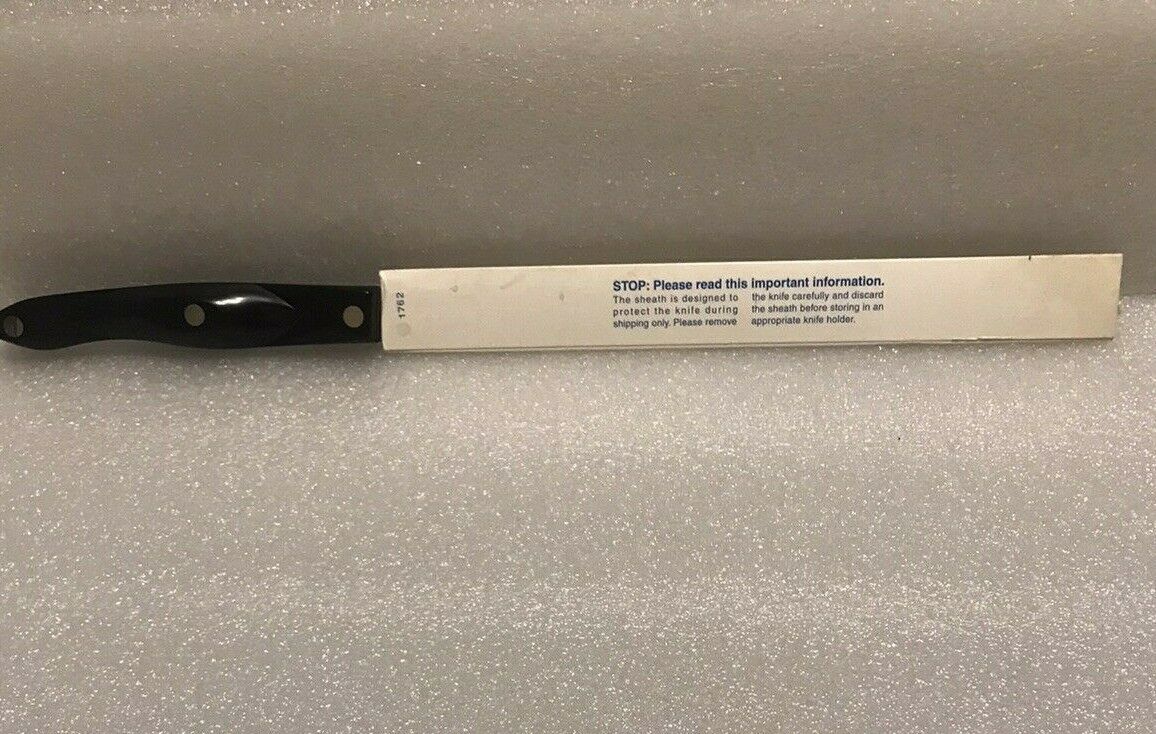 1762
STOP: Please read this important information.
The sheath is designed to
protect the knife during
shipping only. Please remove
the knife carefully and discard
the sheath before storing in an
appropriate knife holder.